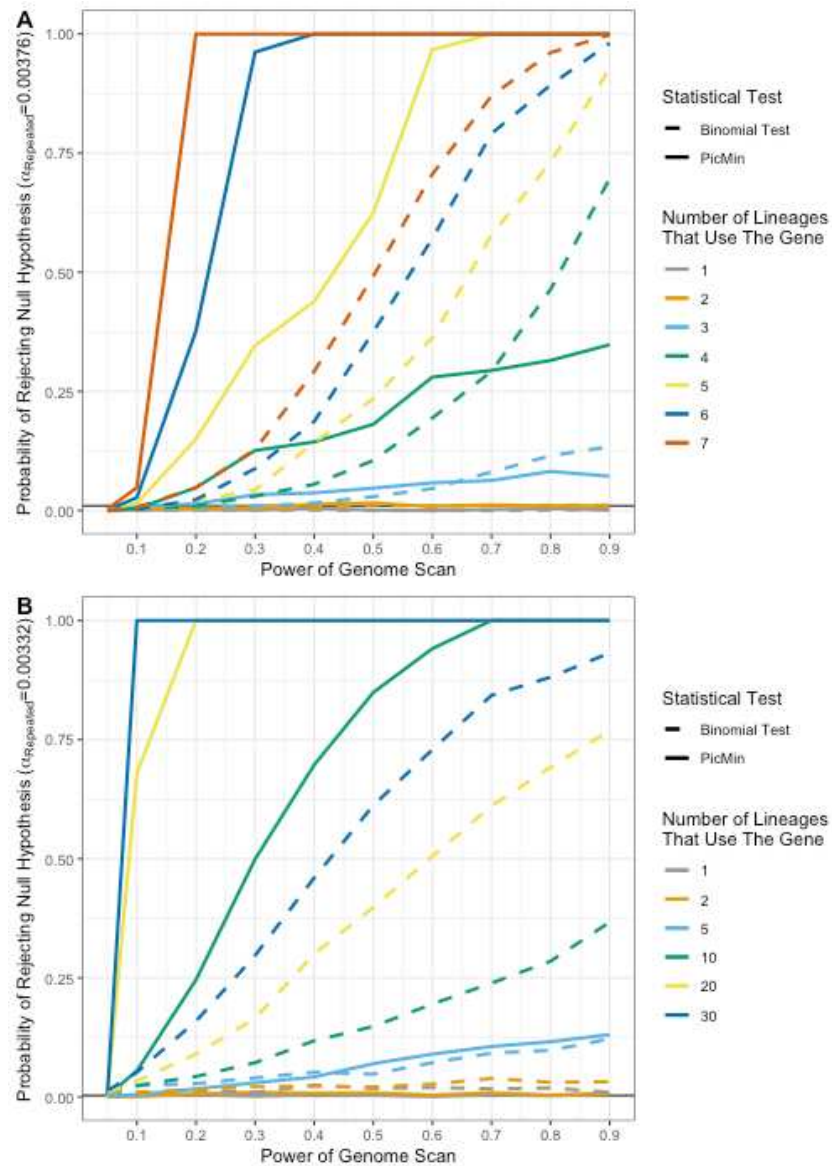 A
Probability of Rejecting Null Hypothesis (αRepeated=0.00376)
1.00
0.75
0.50
0.25
0.00
0.1 0.2 0.3 0.4 0.5 0.6 0.7 0.8 0.9
Power of Genome Scan
Statistical Test
Binomial Test
PicMin
Number of Lineages
That Use The Gene
1
2
3
4
5
6
7
B
Probability of Rejecting Null Hypothesis (αRepeated=0.00332)
1.00
0.75
0.50
0.25
0.00
0.1 0.2 0.3 0.4 0.5 0.6 0.7 0.8 0.9
Power of Genome Scan
Statistical Test
Binomial Test
PicMin
Number of Lineages
That Use The Gene
1
2
5
10
20
30